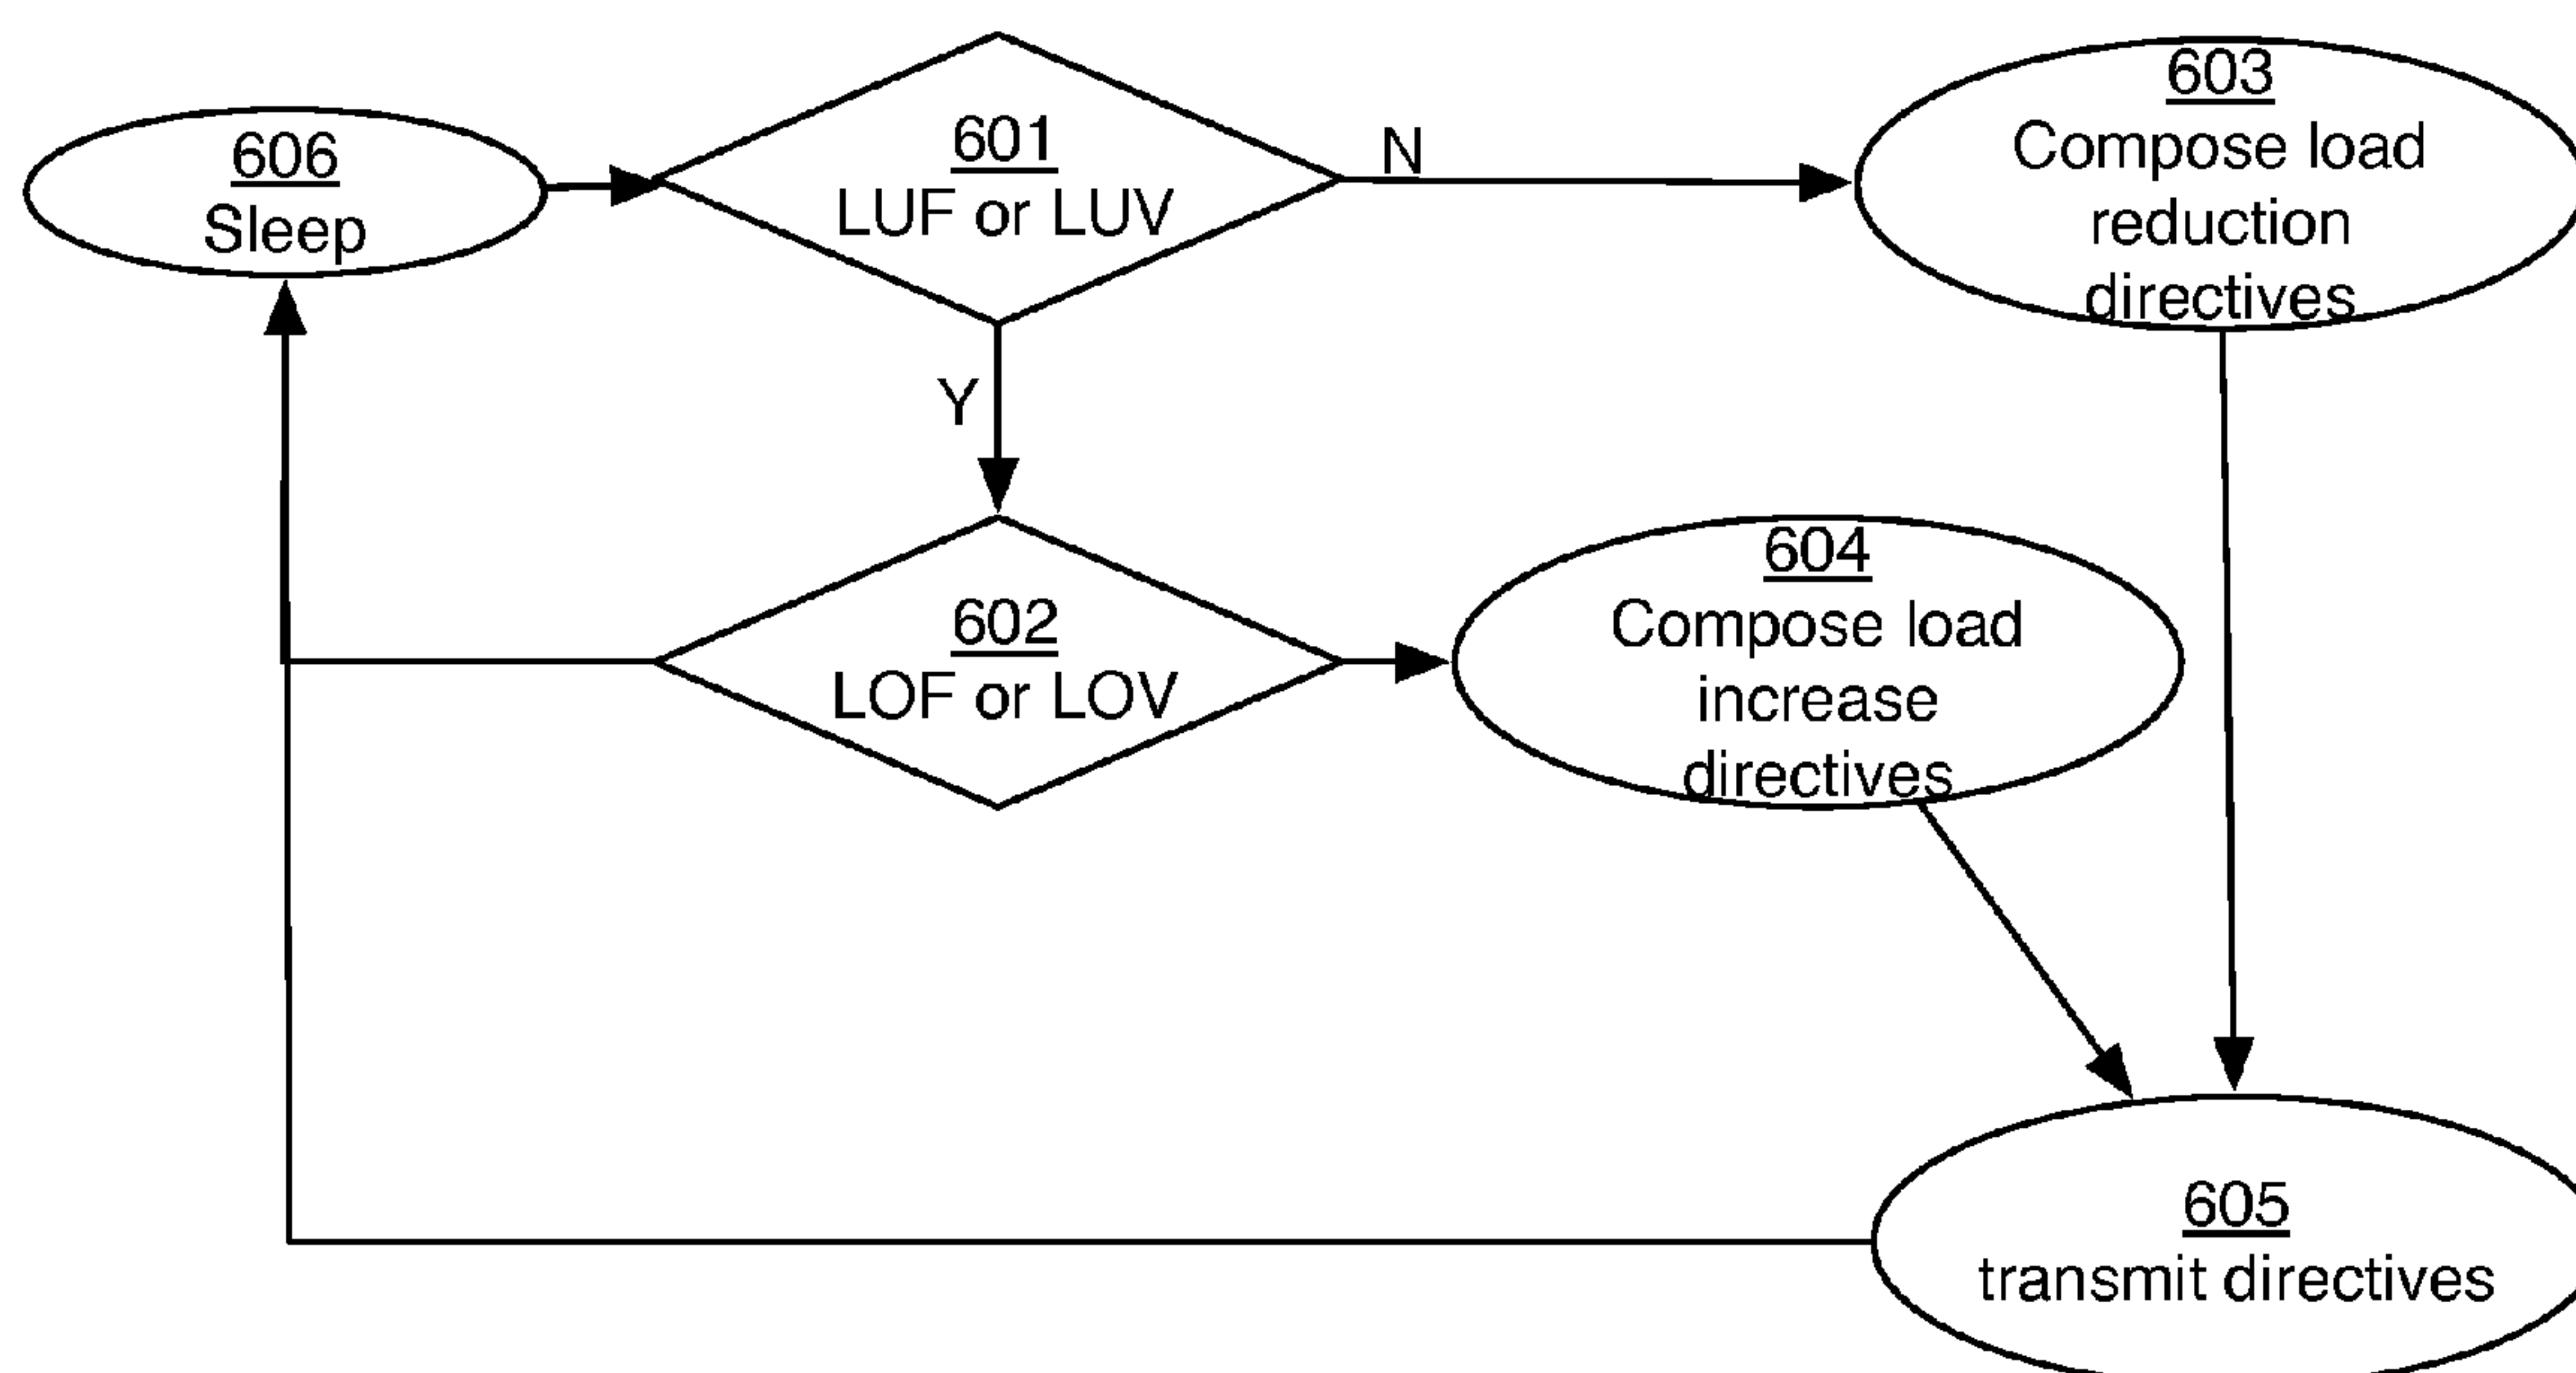 606
Sleep
601
LUF or LUV
N
603
Compose load
reduction
directives
Y
602
LOF or LOV
604
Compose load
increase
directives
605
transmit directives